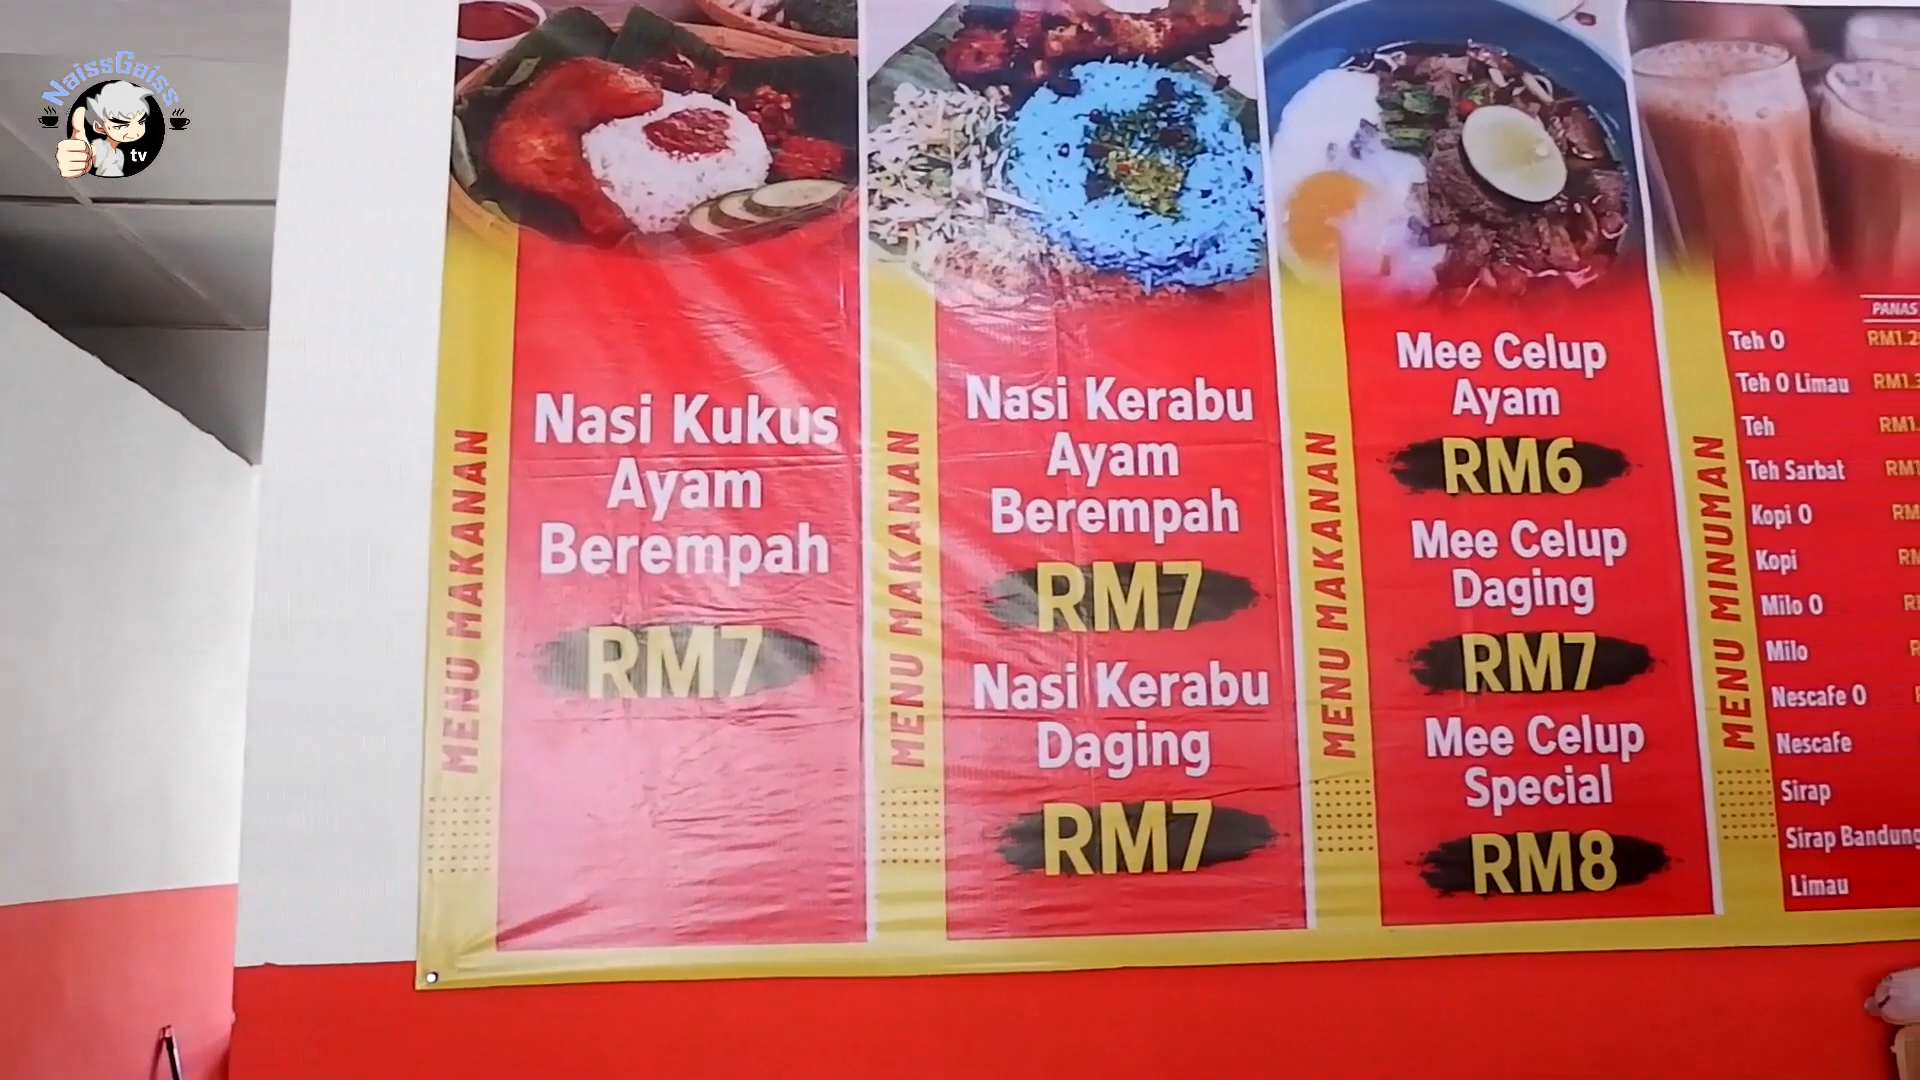 NaissGaiss
tv
MENU MAKANAN
Nasi Kukus
Ayam
Berempah
RM7
MENU MAKANAN
Nasi Kerabu
Ayam
Berempah
RM7
Nasi Kerabu
Daging
RM7
MENU MAKANAN
Mee Celup
Ayam
RM6
Mee Celup
Daging
RM7
Mee Celup
Special
RM8
MENU MINUMAN
PANAS
Teh O
Teh O Limau
Teh
Teh Sarbat
Kopi O
Kopi
Milo O
Milo
Nescafe O
Nescafe
Sirap
Sirap Bandung
Limau